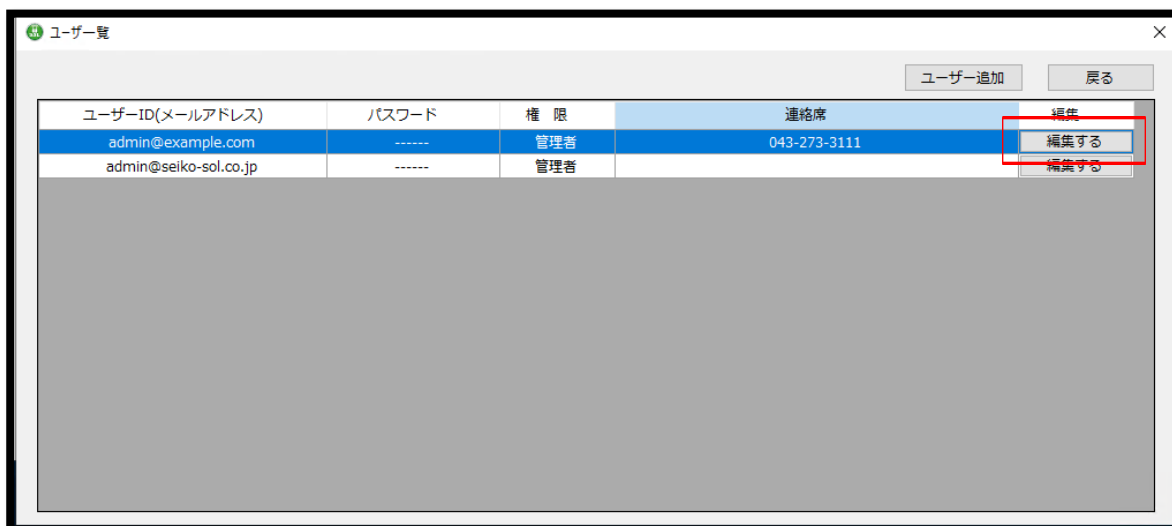 ユーザ一覧
ユーザー追加 戻る
ユーザーID(メールアドレス) パスワード 権 限 連絡席 編集
admin@example.com ------ 管理者 043-273-3111 編集する
admin@seiko-sol.co.jp ------ 管理者 編集する